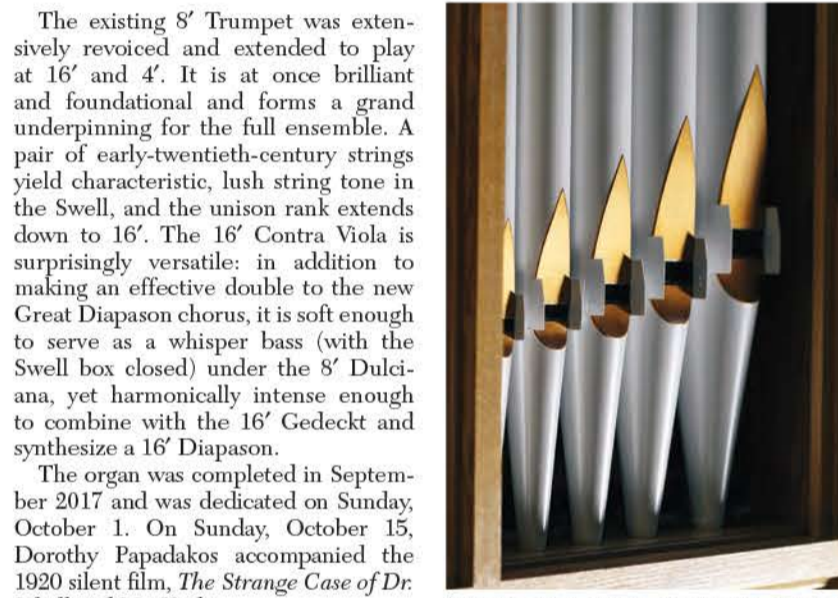 The existing 8′ Trumpet was exten-
sively revoiced and extended to play
at 16′ and 4′. It is at once brilliant
and foundational and forms a grand
underpinning for the full ensemble. A
pair of early-twentieth-century strings
yield characteristic, lush string tone in
the Swell, and the unison rank extends
down to 16′. The 16′ Contra Viola is
surprisingly versatile: in addition to
making an effective double to the new
Great Diapason chorus, it is soft enough
to serve as a whisper bass (with the
Swell box closed) under the 8′ Dulci-
ana, yet harmonically intense enough
to combine with the 16′ Gedeckt and
synthesize a 16′ Diapason.
The organ was completed in Septem-
ber 2017 and was dedicated on Sunday,
October 1. On Sunday, October 15,
Dorothy Papadakos accompanied the
1920 silent film, The Strange Case of Dr.